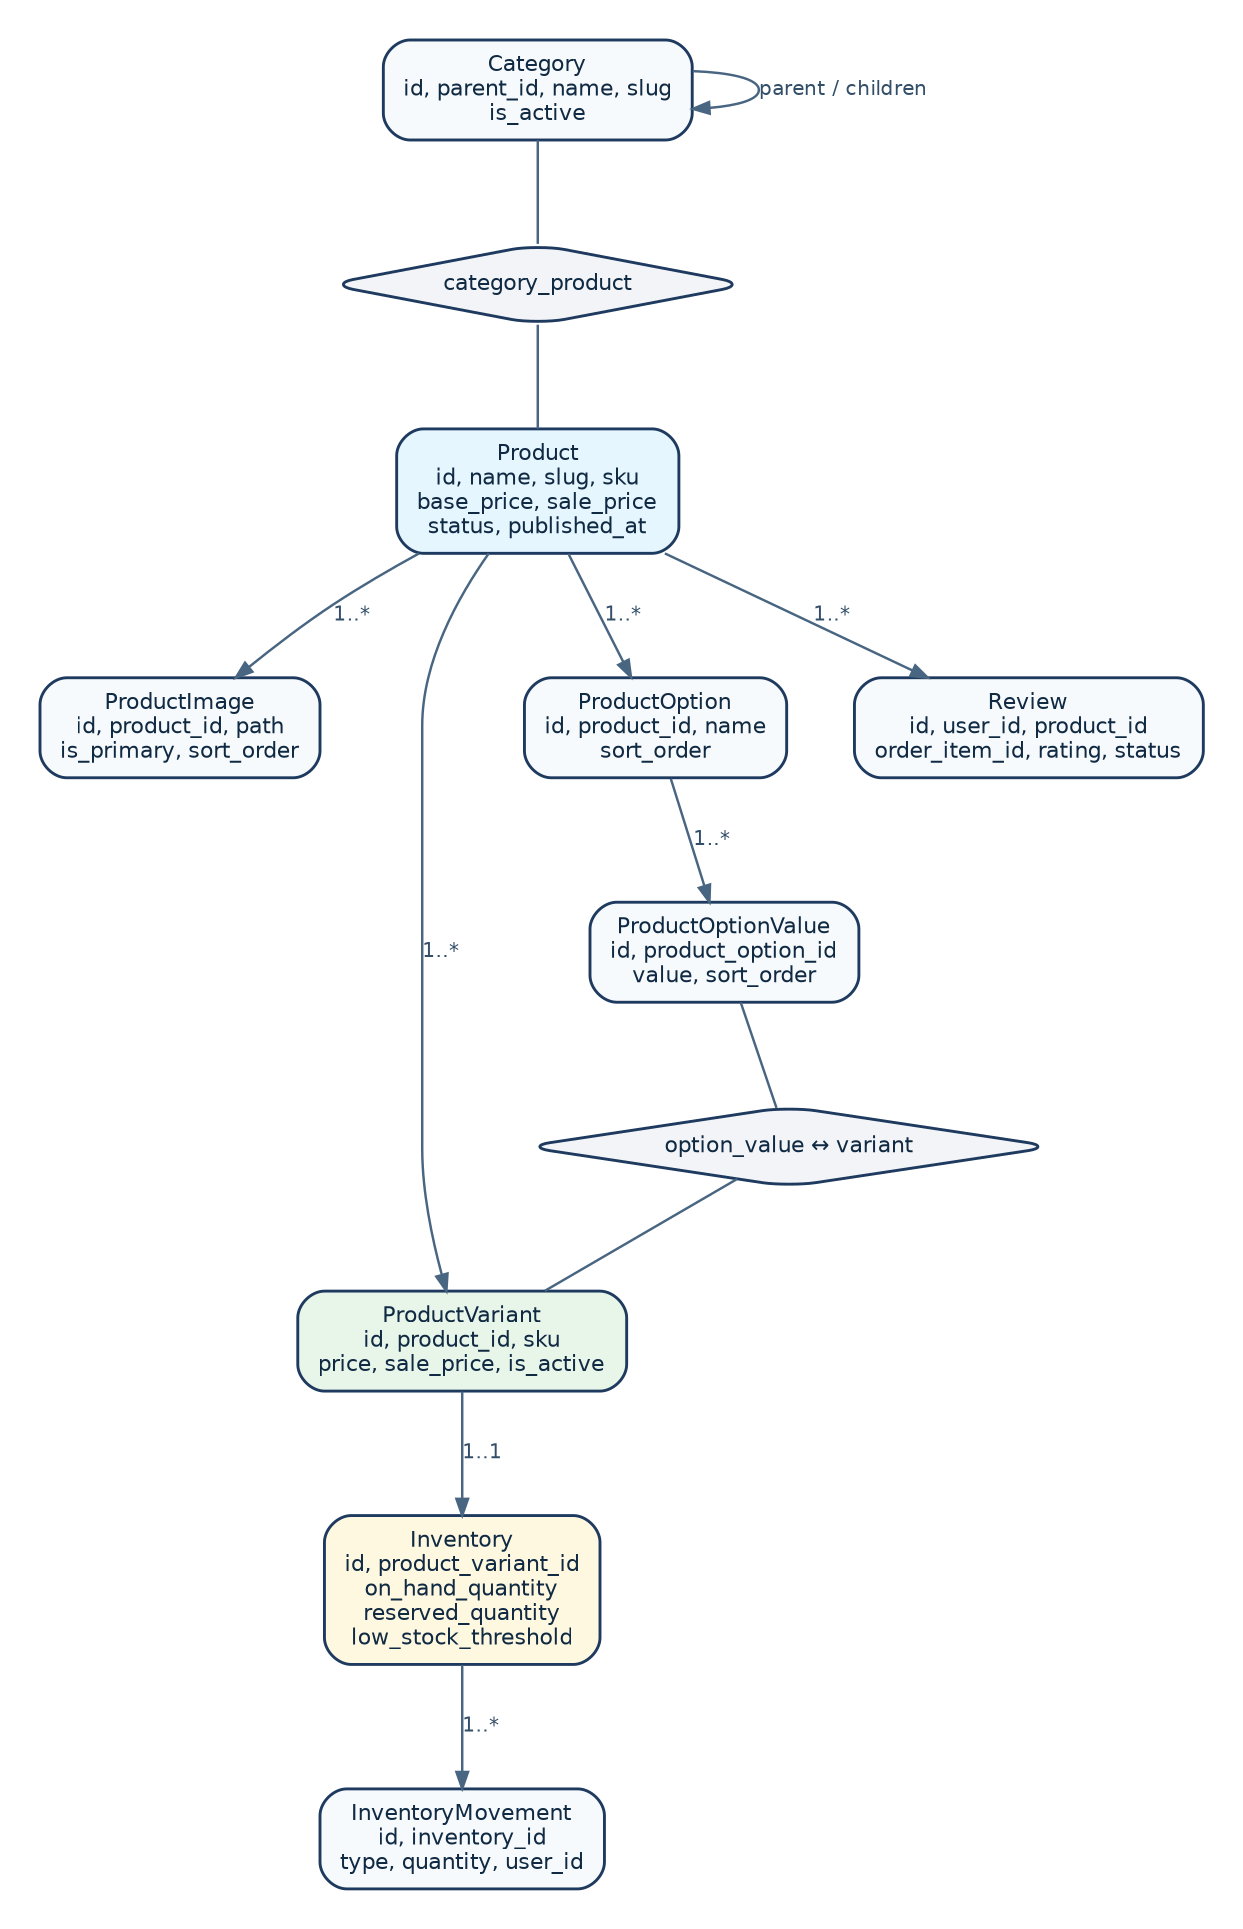 Category
id, parent_id, name, slug
is_active
parent / children
category_product
Product
id, name, slug, sku
base_price, sale_price
status, published_at
1..*
1..*
1..*
ProductImage
id, product_id, path
is_primary, sort_order
ProductOption
id, product_id, name
sort_order
Review
id, user_id, product_id
order_item_id, rating, status
1..*
1..*
ProductOptionValue
id, product_option_id
value, sort_order
option_value ↔ variant
ProductVariant
id, product_id, sku
price, sale_price, is_active
1..1
Inventory
id, product_variant_id
on_hand_quantity
reserved_quantity
low_stock_threshold
1..*
InventoryMovement
id, inventory_id
type, quantity, user_id